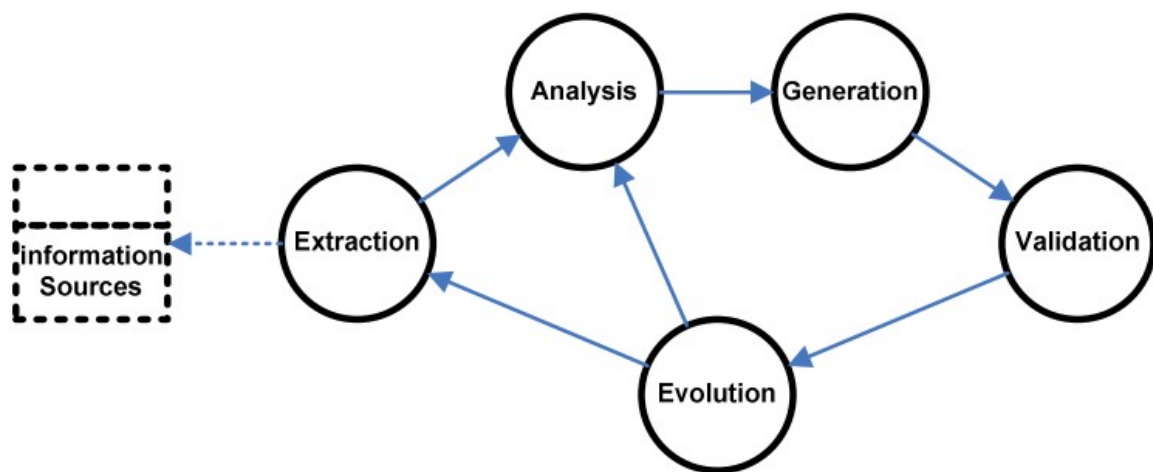 Analysis
Generation
Extraction
Validation
Information
Sources
Evolution